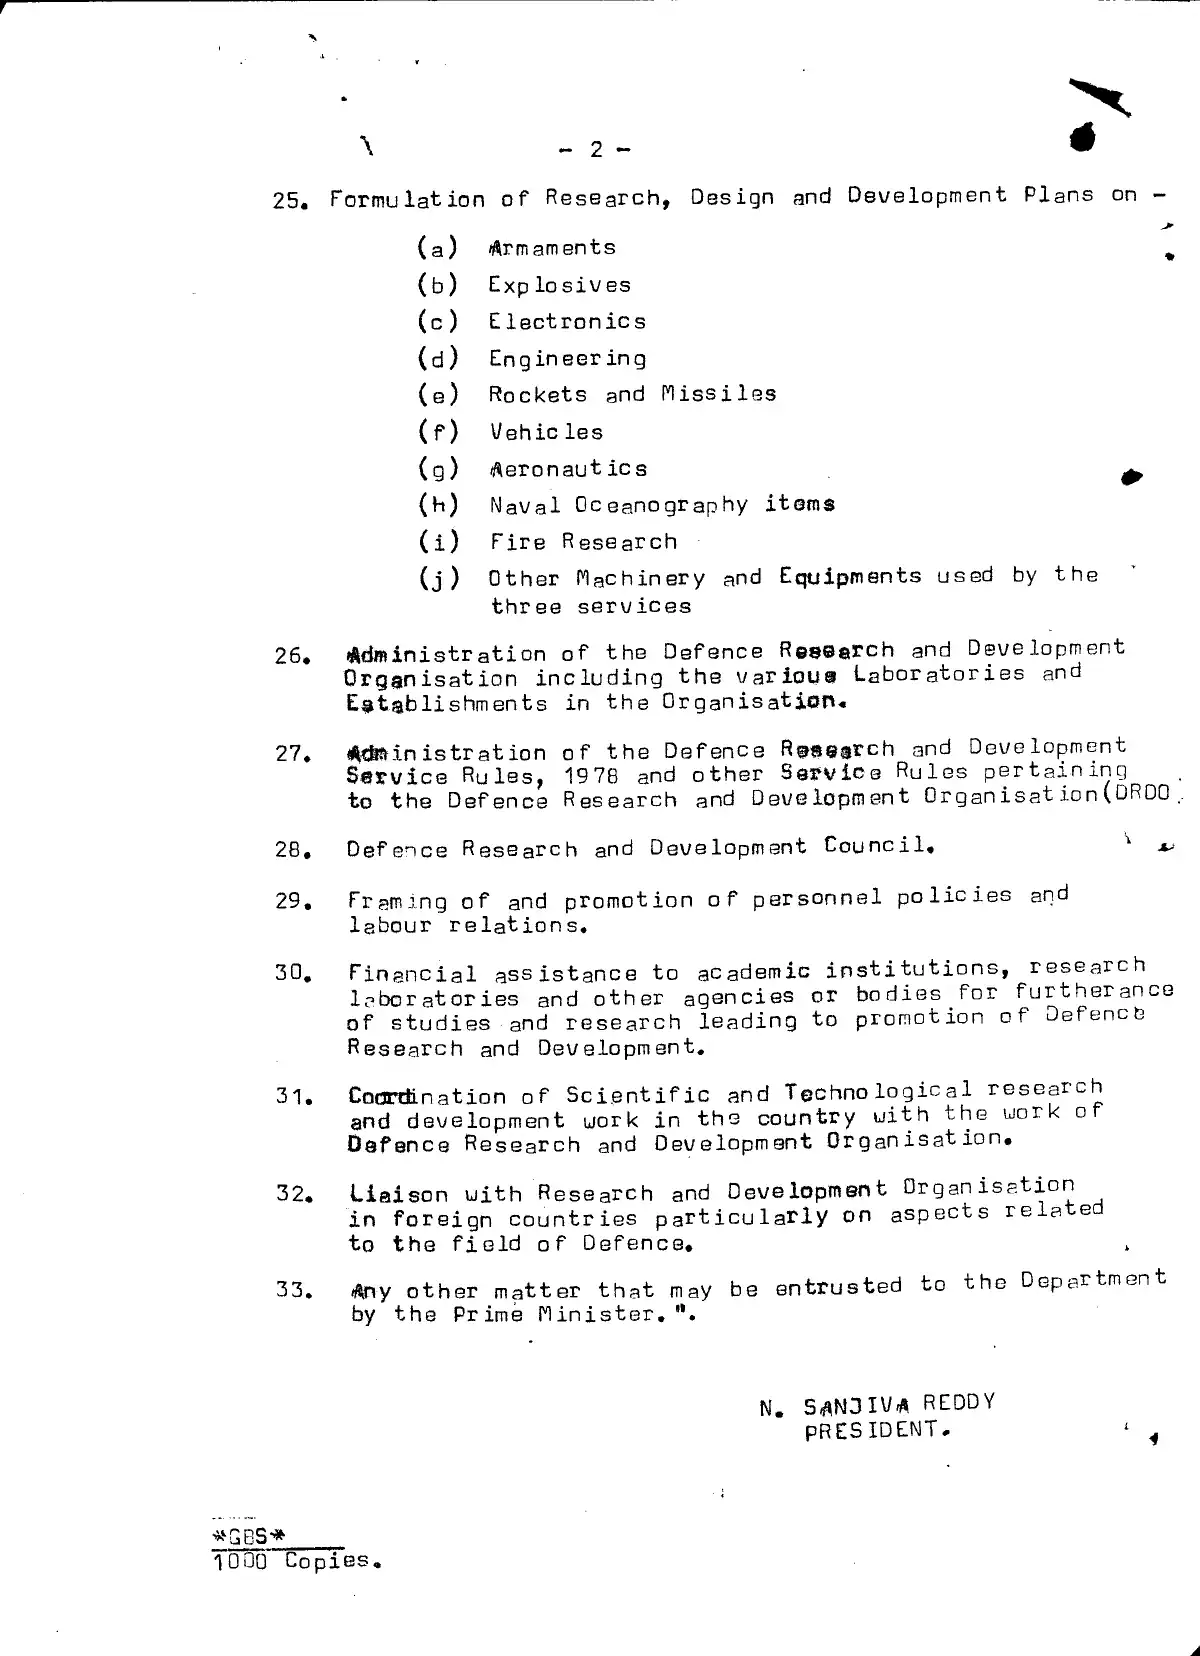 - 2 -
25. Formulation of Research, Design and Development Plans on -
(a) Armaments
(b) Explosives
(c) Electronics
(d) Engineering
(e) Rockets and Missiles
(f) Vehicles
(g) Aeronautics
(h) Naval Oceanography items
(i) Fire Research
(j) Other Machinery and Equipments used by the
three services
26. Administration of the Defence Research and Development
Organisation including the various Laboratories and
Establishments in the Organisation.
27. Administration of the Defence Research and Development
Service Rules, 1978 and other Service Rules pertaining
to the Defence Research and Development Organisation(DRDO
28. Defence Research and Development Council.
29. Framing of and promotion of personnel policies and
labour relations.
30. Financial assistance to academic institutions, research
laboratories and other agencies or bodies for furtherance
of studies and research leading to promotion of Defence
Research and Development.
31. Coordination of Scientific and Technological research
and development work in the country with the work of
Defence Research and Development Organisation.
32. Liaison with Research and Development Organisation
in foreign countries particularly on aspects related
to the field of Defence.
33. Any other matter that may be entrusted to the Department
by the Prime Minister.".
N. SANJIVA REDDY
PRESIDENT.
*GBS*
1000 Copies.